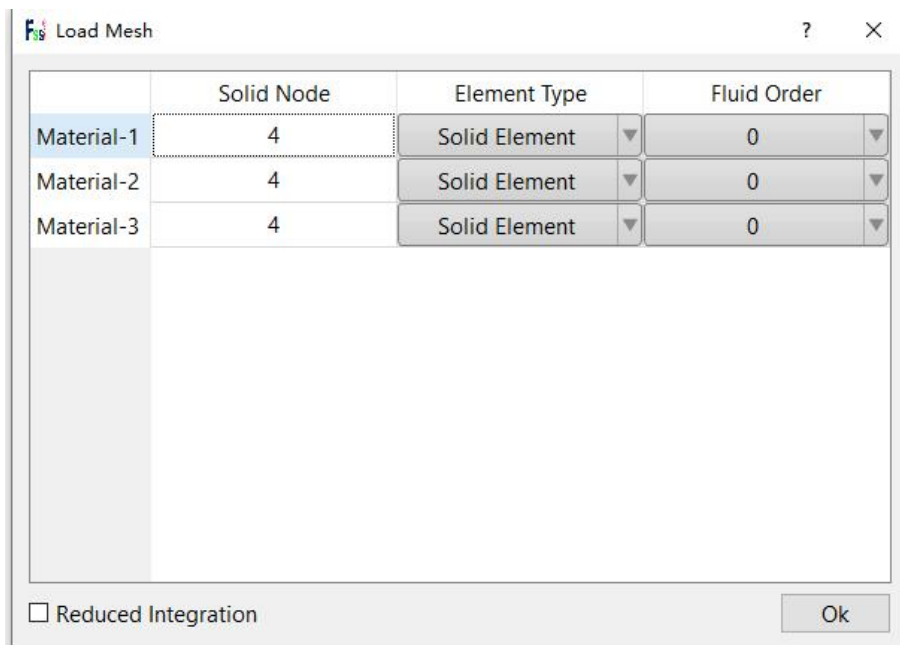 Load Mesh ?
Solid Node Element Type Fluid Order
Material-1 4 Solid Element 0
Material-2 4 Solid Element 0
Material-3 4 Solid Element 0
Reduced Integration Ok